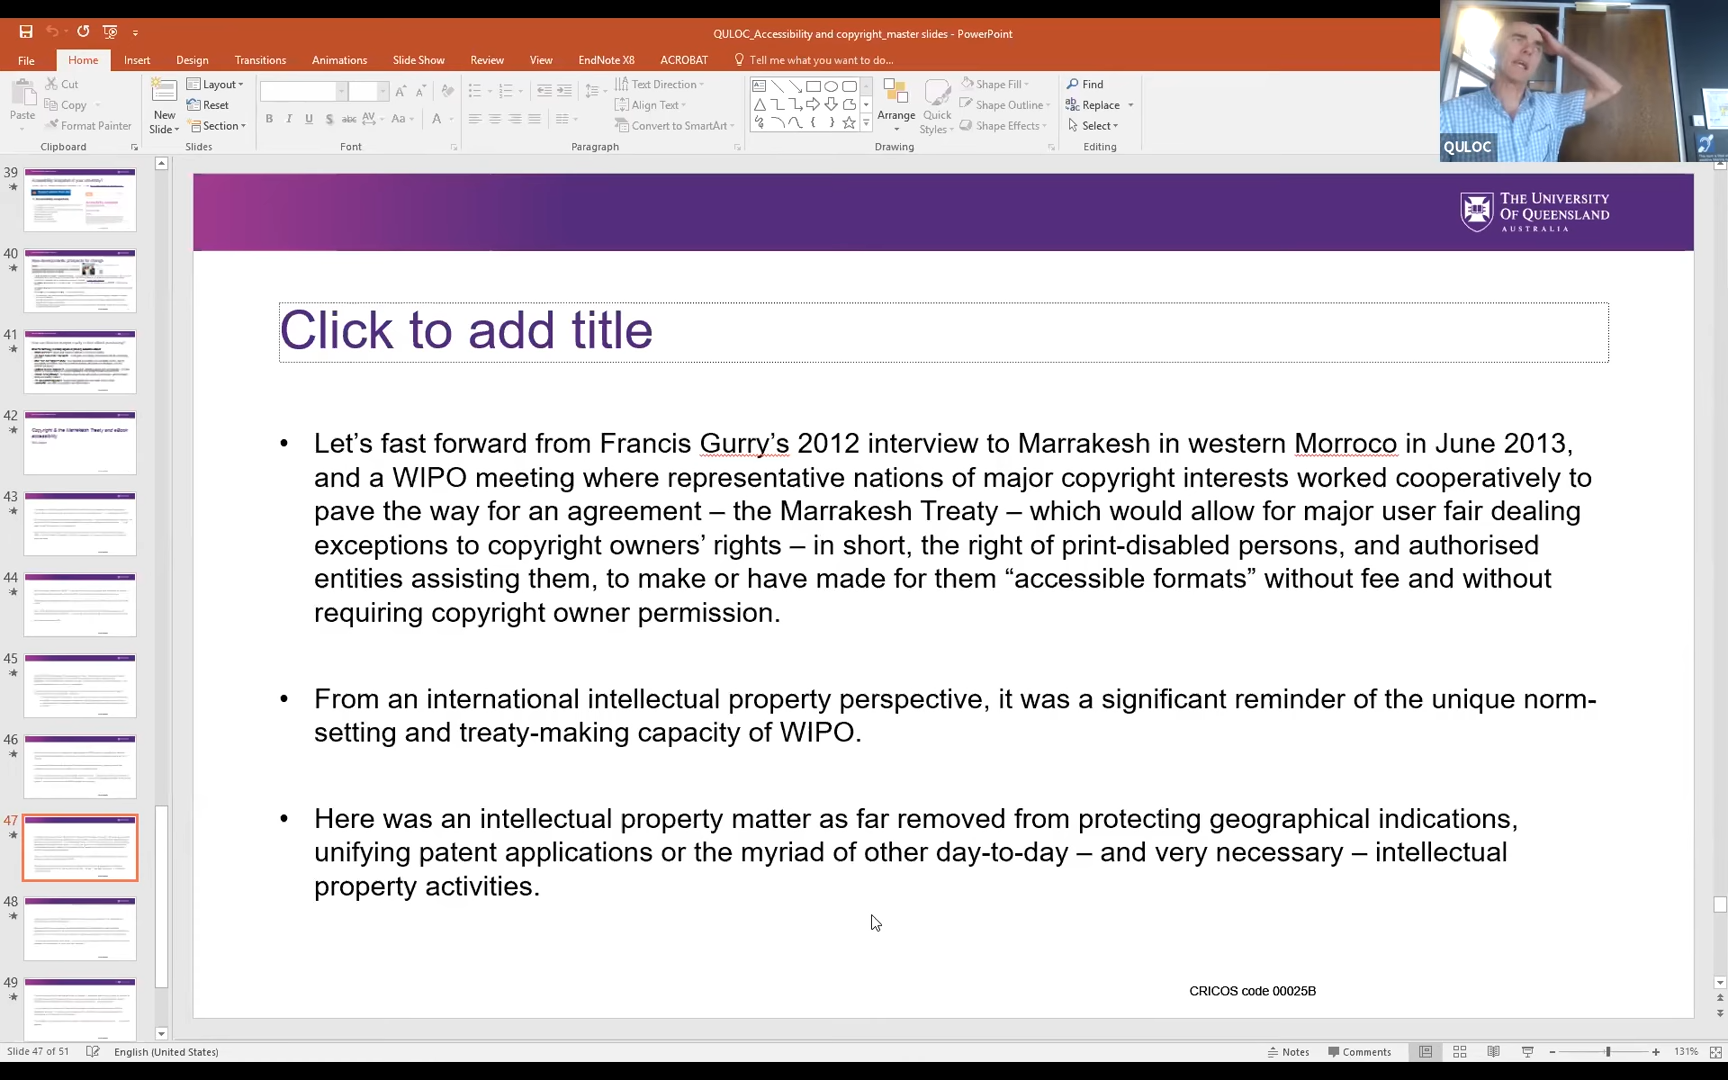 QULOC_Accessibility and copyright_master slides - PowerPoint
File Home Insert Design Transitions Animations Slide Show Review View EndNote X8 ACROBAT Tell me what you want to do...
Paste
Cut
Copy
Format Painter
Clipboard
New Slide
Layout
Reset
Section
Slides
B I U S abc AV Aa A
Font
Text Direction
Align Text
Convert to SmartArt
Paragraph
Arrange
Quick Styles
Shape Fill
Shape Outline
Shape Effects
Drawing
Find
Replace
Select
Editing
QULOC
39
40
41
42
Copyright & the Marrakesh Treaty and eBook
accessibility
43
44
45
46
47
48
49
THE UNIVERSITY
OF QUEENSLAND
AUSTRALIA
Click to add title
• Let’s fast forward from Francis Gurry’s 2012 interview to Marrakesh in western Morroco in June 2013,
and a WIPO meeting where representative nations of major copyright interests worked cooperatively to
pave the way for an agreement – the Marrakesh Treaty – which would allow for major user fair dealing
exceptions to copyright owners’ rights – in short, the right of print-disabled persons, and authorised
entities assisting them, to make or have made for them “accessible formats” without fee and without
requiring copyright owner permission.
• From an international intellectual property perspective, it was a significant reminder of the unique norm-
setting and treaty-making capacity of WIPO.
• Here was an intellectual property matter as far removed from protecting geographical indications,
unifying patent applications or the myriad of other day-to-day – and very necessary – intellectual
property activities.
CRICOS code 00025B
Slide 47 of 51 English (United States) Notes Comments 131%